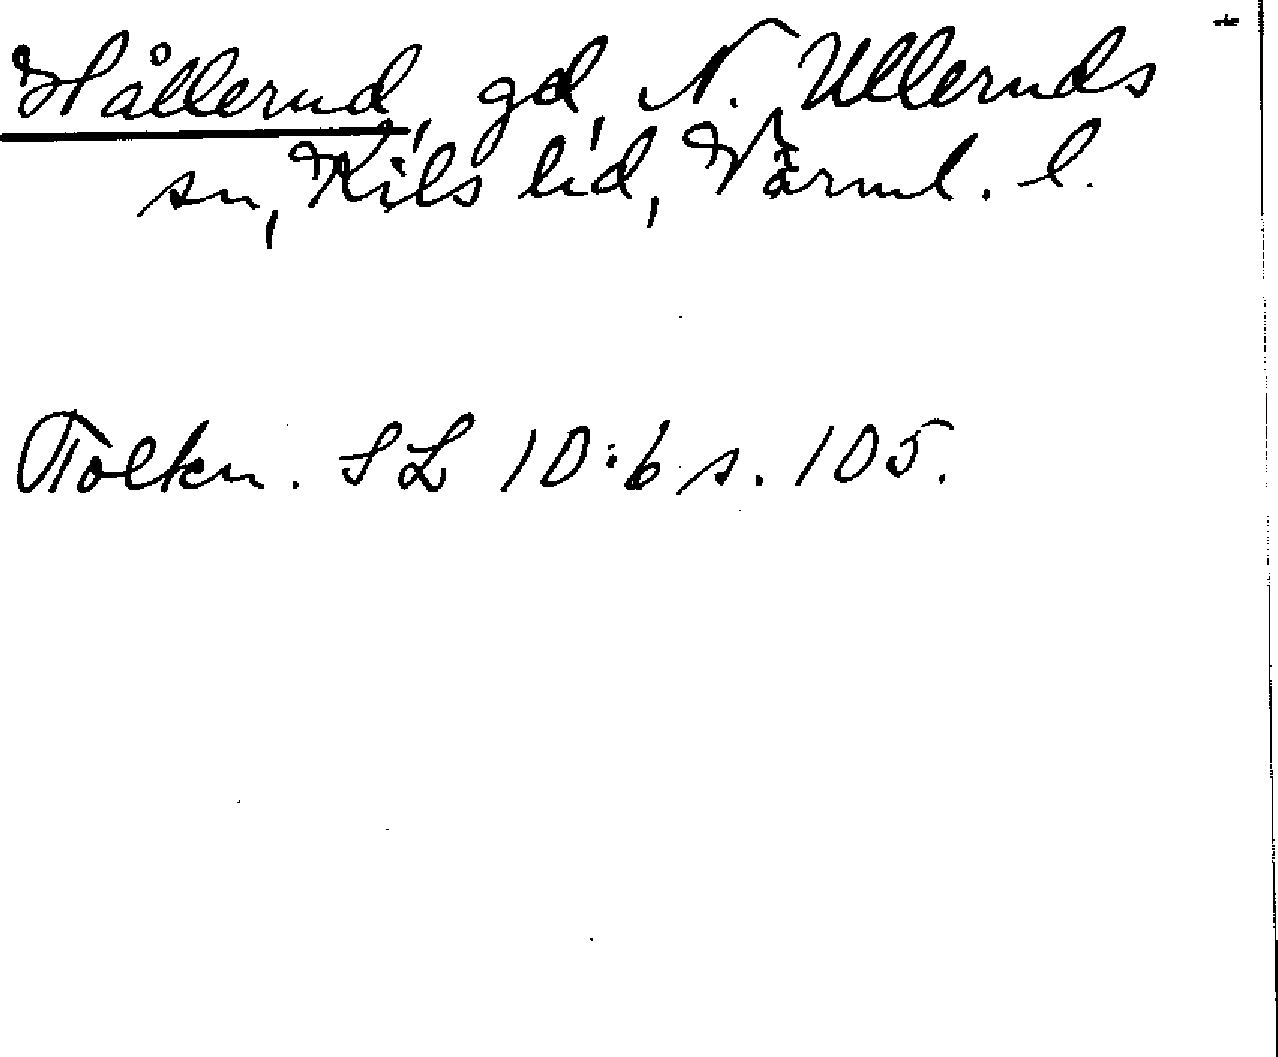 Hållerud, gd, N. Ulleruds
sn, Kils hd, Värml. l.
Tolkn. SL 10:6 s. 105.